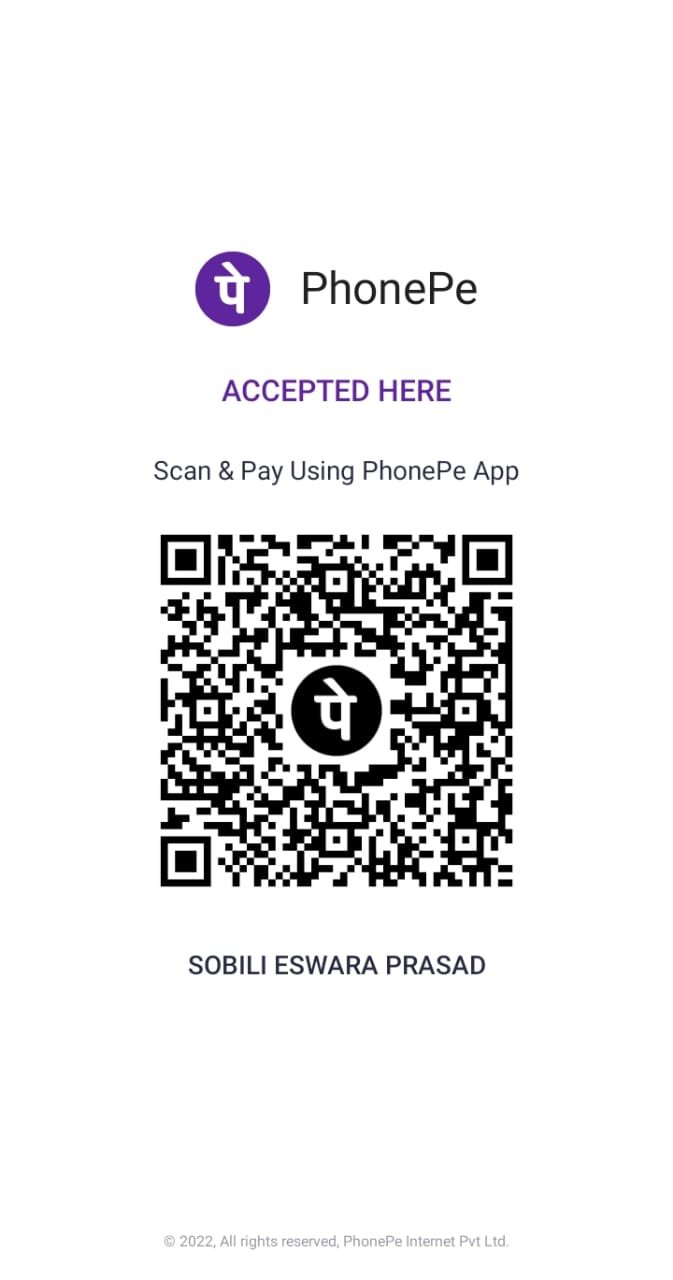 पे PhonePe
ACCEPTED HERE
Scan & Pay Using PhonePe App
पे
SOBILI ESWARA PRASAD
© 2022, All rights reserved, PhonePe Internet Pvt Ltd.